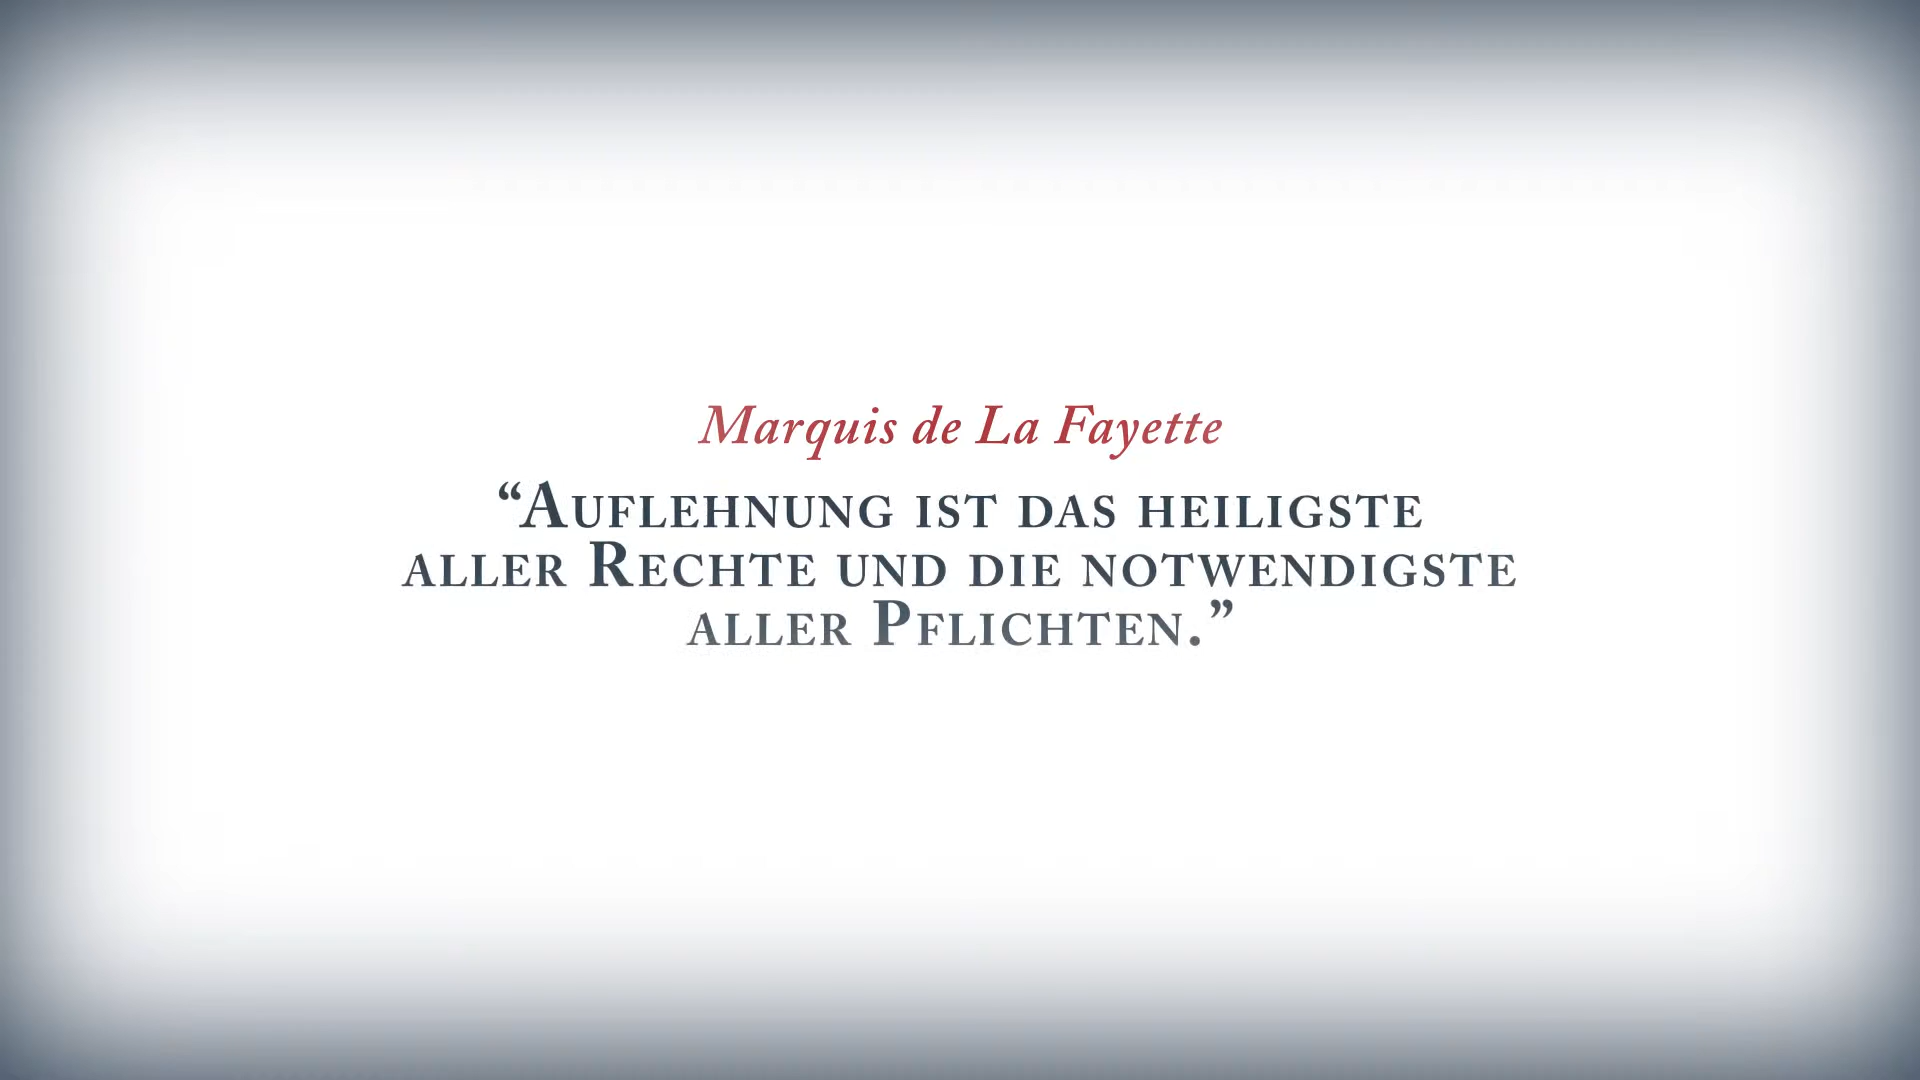 Marquis de La Fayette
“Auflehnung ist das heiligste
aller Rechte und die notwendigste
aller Pflichten.”